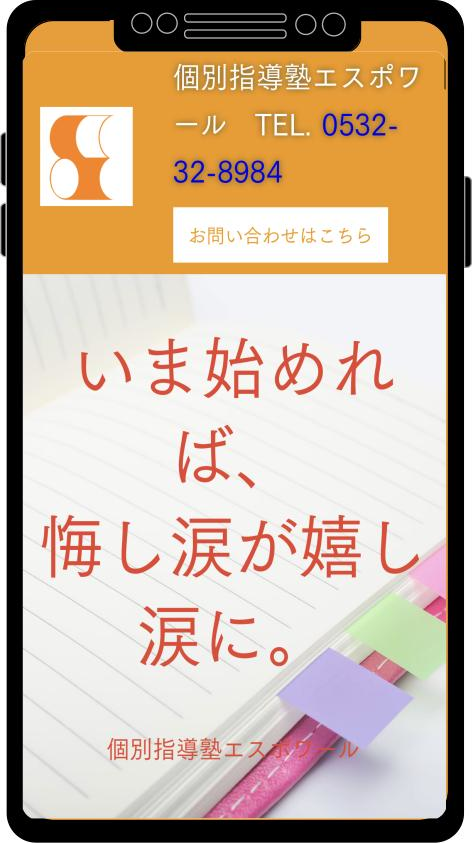 個別指導塾エスポワ
ール　TEL. 0532-
32-8984
お問い合わせはこちら
いま始めれ
ば、
悔し涙が嬉し
涙に。
個別指導塾エスポワール